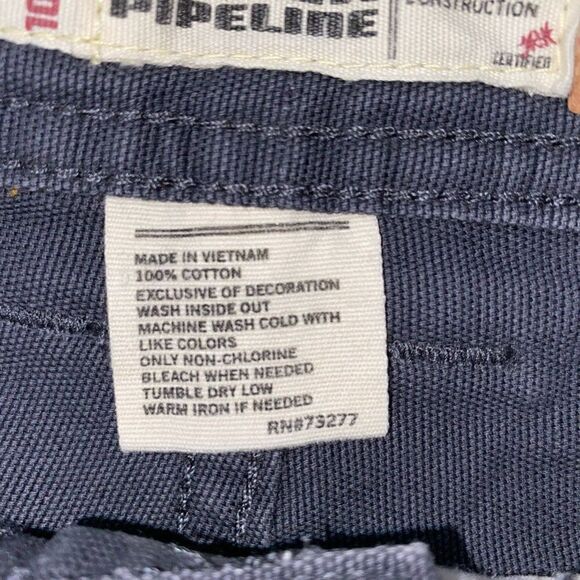 10
PIPELINE
CONSTRUCTION
CERTIFIED
MADE IN VIETNAM
100% COTTON
EXCLUSIVE OF DECORATION
WASH INSIDE OUT
MACHINE WASH COLD WITH
LIKE COLORS
ONLY NON-CHLORINE
BLEACH WHEN NEEDED
TUMBLE DRY LOW
WARM IRON IF NEEDED
RN#73277